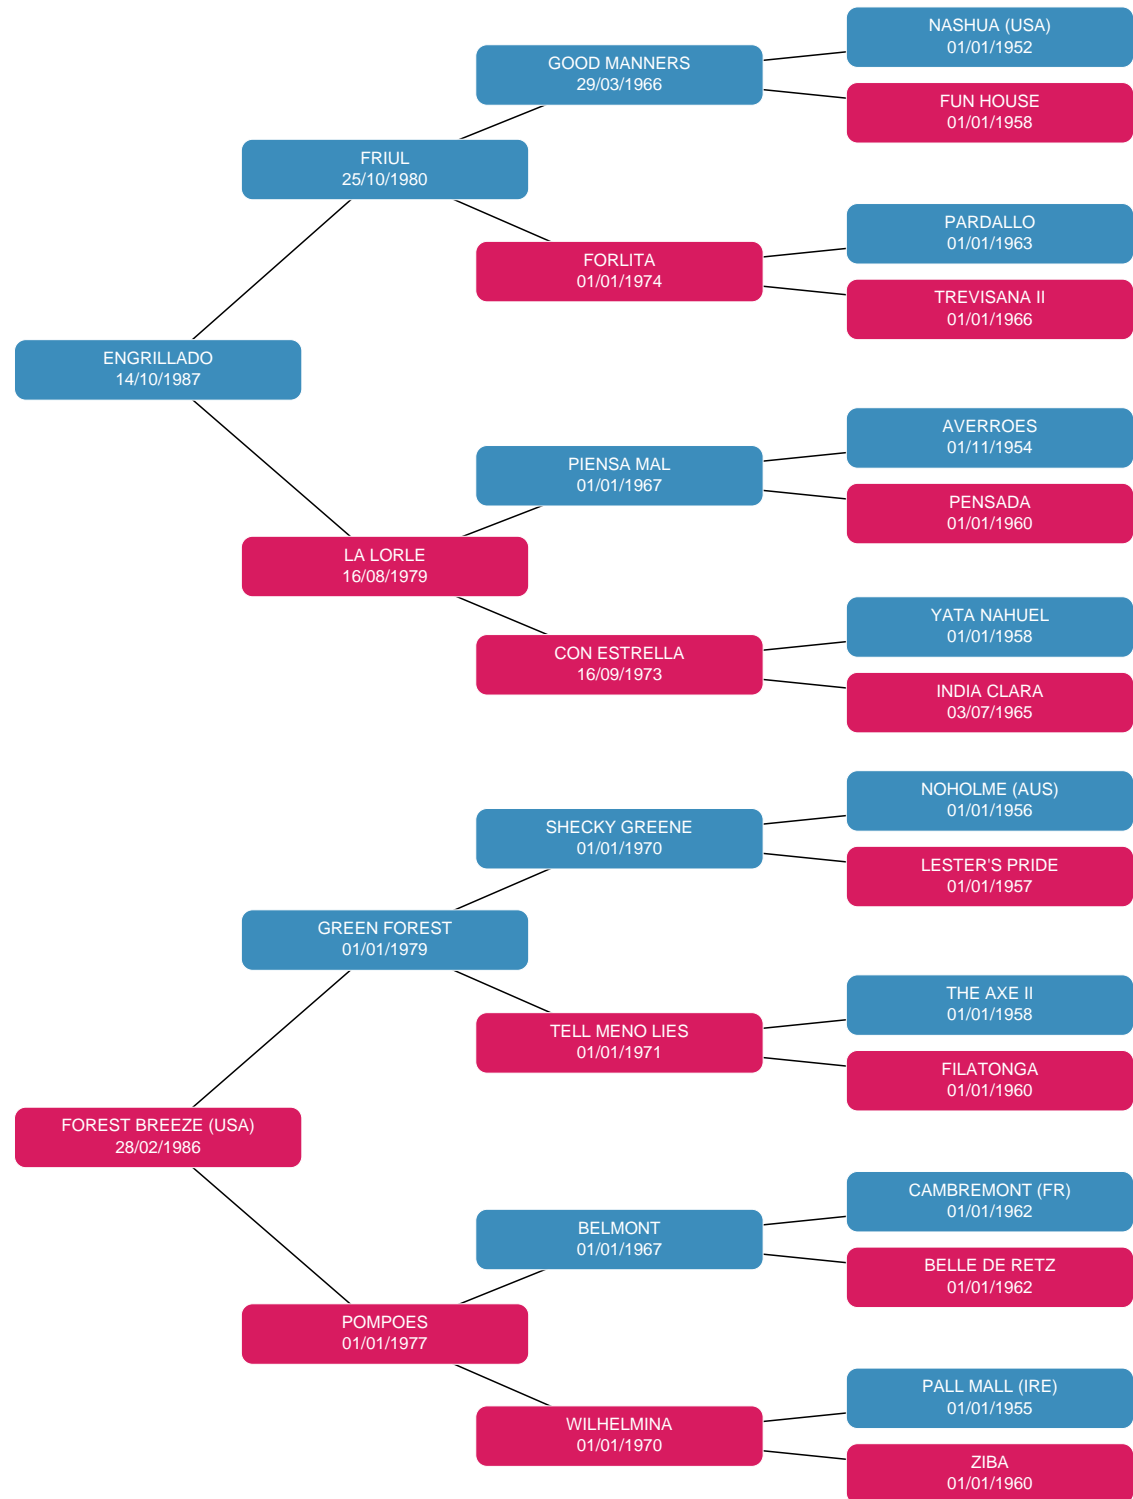 NASHUA (USA)
01/01/1952
GOOD MANNERS
29/03/1966
FUN HOUSE
01/01/1958
FRIUL
25/10/1980
PARDALLO
01/01/1963
FORLITA
01/01/1974
TREVISANA II
01/01/1966
ENGRILLADO
14/10/1987
AVERROES
01/11/1954
PIENSA MAL
01/01/1967
PENSADA
01/01/1960
LA LORLE
16/08/1979
YATA NAHUEL
01/01/1958
CON ESTRELLA
16/09/1973
INDIA CLARA
03/07/1965
NOHOLME (AUS)
01/01/1956
SHECKY GREENE
01/01/1970
LESTER'S PRIDE
01/01/1957
GREEN FOREST
01/01/1979
THE AXE II
01/01/1958
TELL MENO LIES
01/01/1971
FILATONGA
01/01/1960
FOREST BREEZE (USA)
28/02/1986
CAMBREMONT (FR)
01/01/1962
BELMONT
01/01/1967
BELLE DE RETZ
01/01/1962
POMPOES
01/01/1977
PALL MALL (IRE)
01/01/1955
WILHELMINA
01/01/1970
ZIBA
01/01/1960